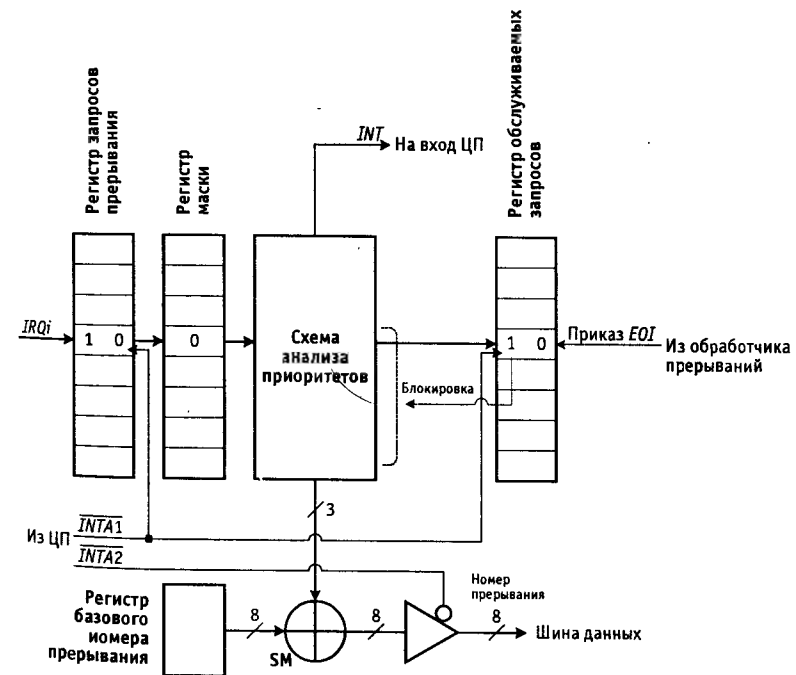 Регистр запросов
прерывания
Регистр
маски
INT
На вход ЦП
Регистр обслуживаемых
запросов
IRQi
1 0
0
Схема
анализа
приоритетов
Блокировка
1 0
Приказ EOI
Из обработчика
прерываний
3
Из ЦП
INTA1
INTA2
Номер
прерывания
Регистр
базового
номера
прерывания
8
SM
8
8
Шина данных